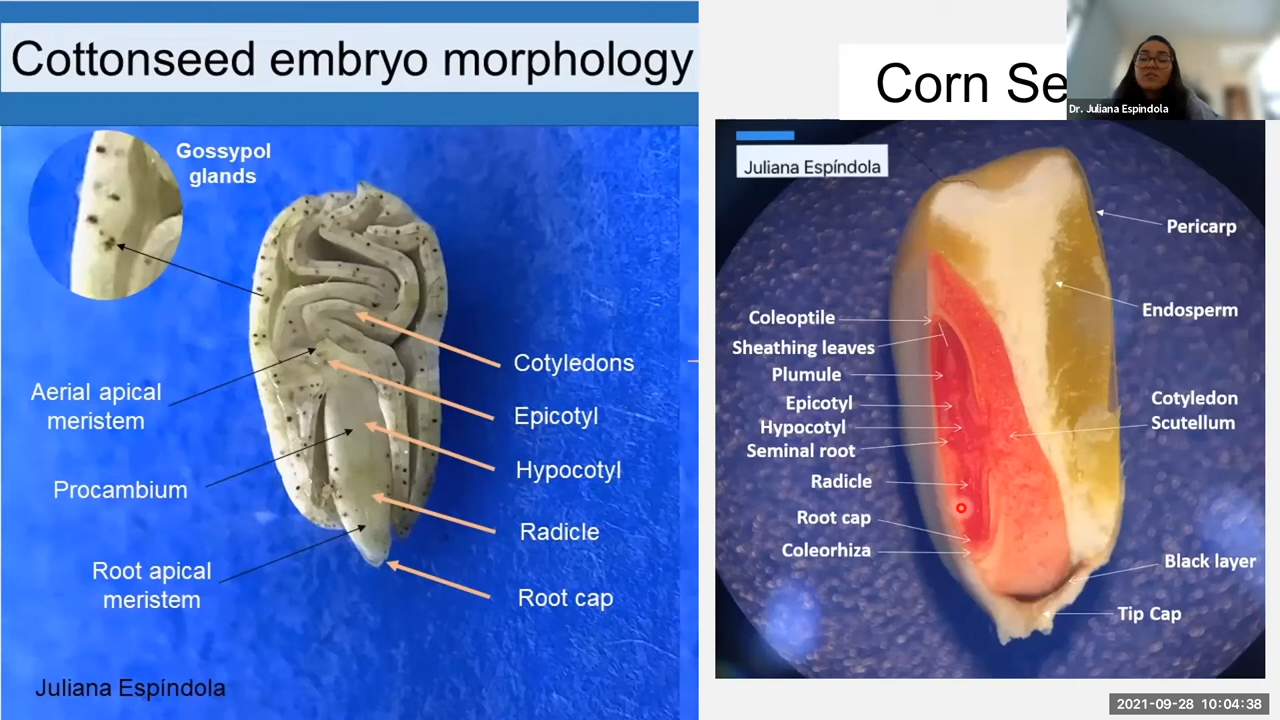 Cottonseed embryo morphology
Gossypol
glands
Aerial apical
meristem
Procambium
Root apical
meristem
Cotyledons
Epicotyl
Hypocotyl
Radicle
Root cap
Juliana Espíndola
Corn Se
Dr. Juliana Espindola
Juliana Espíndola
Coleoptile
Sheathing leaves
Plumule
Epicotyl
Hypocotyl
Seminal root
Radicle
Root cap
Coleorhiza
Pericarp
Endosperm
Cotyledon
Scutellum
Black layer
Tip Cap
2021-09-28 10:04:38